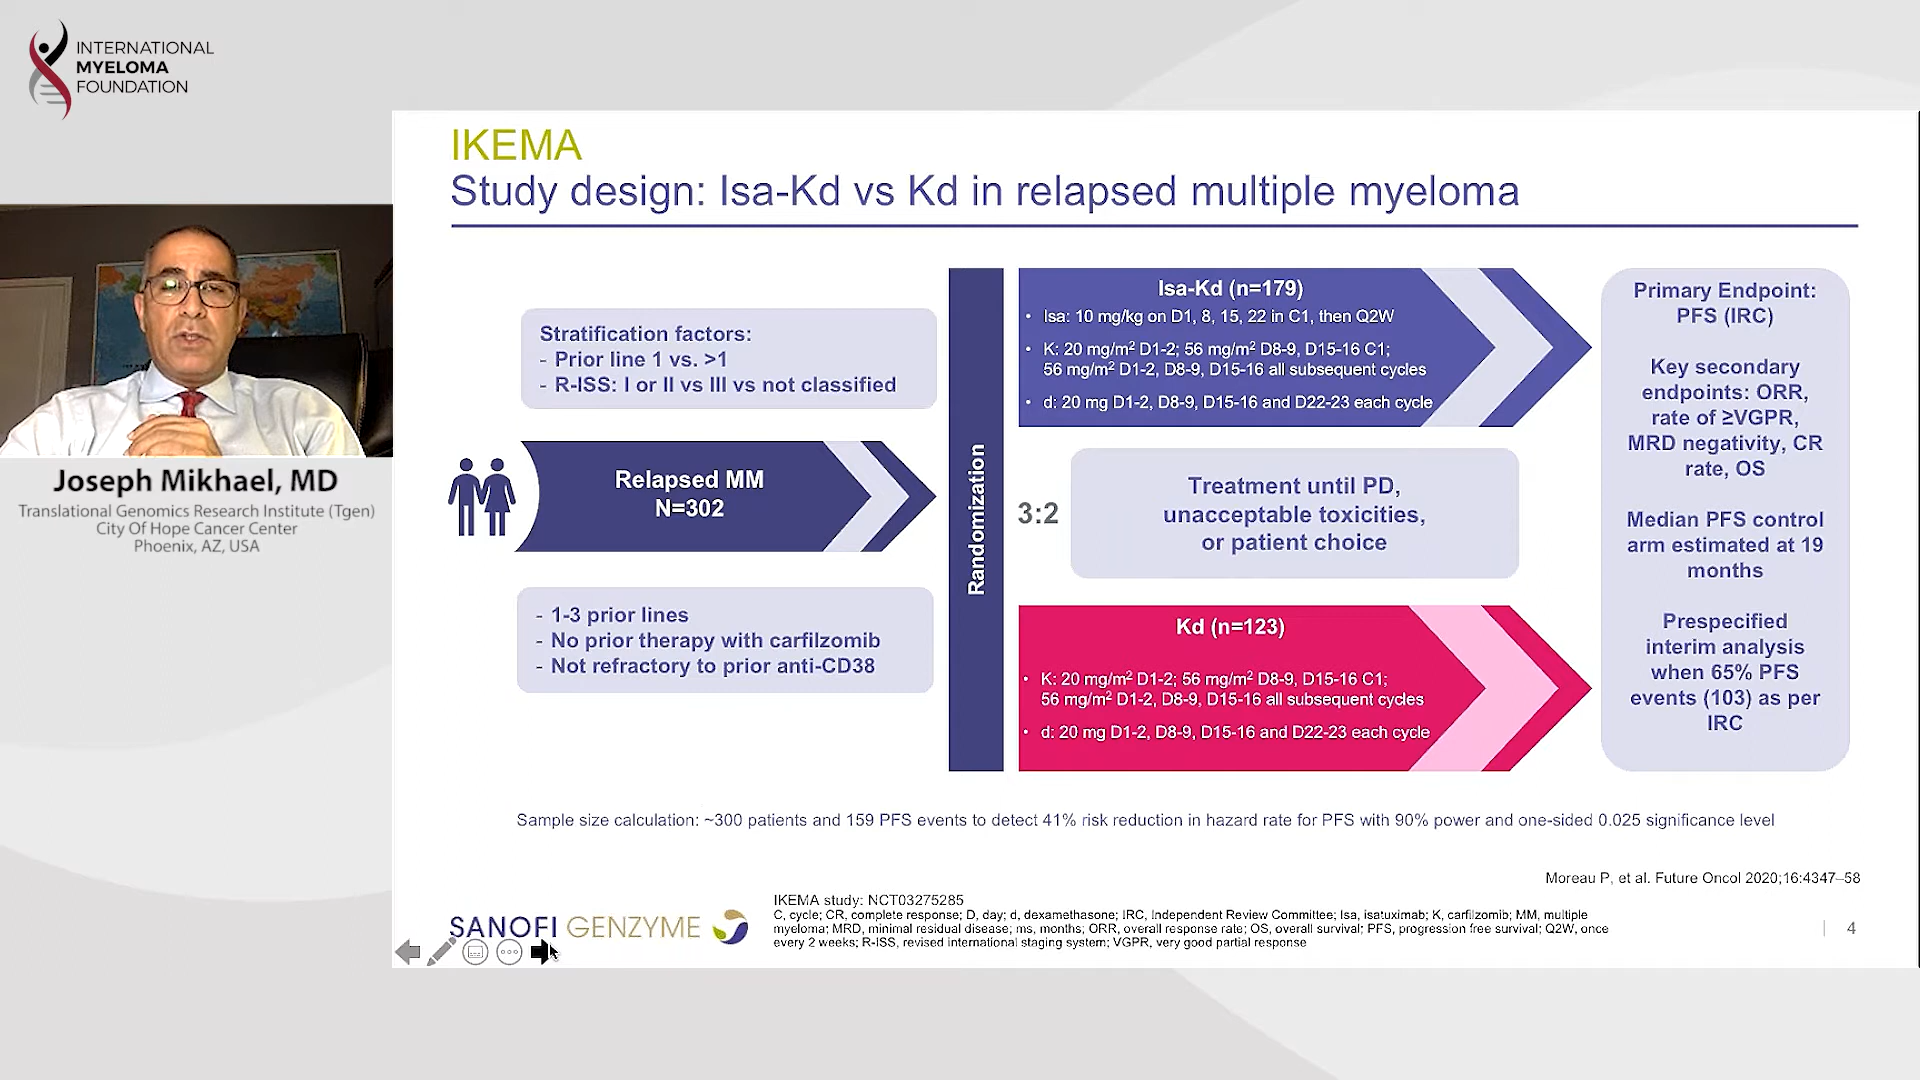 INTERNATIONAL
MYELOMA
FOUNDATION
Joseph Mikhael, MD
Translational Genomics Research Institute (Tgen)
City Of Hope Cancer Center
Phoenix, AZ, USA
IKEMA
Study design: Isa-Kd vs Kd in relapsed multiple myeloma
Stratification factors:
- Prior line 1 vs. >1
- R-ISS: I or II vs III vs not classified
Relapsed MM
N=302
- 1-3 prior lines
- No prior therapy with carfilzomib
- Not refractory to prior anti-CD38
Randomization
3:2
Isa-Kd (n=179)
• Isa: 10 mg/kg on D1, 8, 15, 22 in C1, then Q2W
• K: 20 mg/m² D1-2; 56 mg/m² D8-9, D15-16 C1;
56 mg/m² D1-2, D8-9, D15-16 all subsequent cycles
• d: 20 mg D1-2, D8-9, D15-16 and D22-23 each cycle
Treatment until PD,
unacceptable toxicities,
or patient choice
Kd (n=123)
• K: 20 mg/m² D1-2; 56 mg/m² D8-9, D15-16 C1;
56 mg/m² D1-2, D8-9, D15-16 all subsequent cycles
• d: 20 mg D1-2, D8-9, D15-16 and D22-23 each cycle
Primary Endpoint:
PFS (IRC)
Key secondary
endpoints: ORR,
rate of ≥VGPR,
MRD negativity, CR
rate, OS
Median PFS control
arm estimated at 19
months
Prespecified
interim analysis
when 65% PFS
events (103) as per
IRC
Sample size calculation: ~300 patients and 159 PFS events to detect 41% risk reduction in hazard rate for PFS with 90% power and one-sided 0.025 significance level
Moreau P, et al. Future Oncol 2020;16:4347–58
SANOFI GENZYME
IKEMA study: NCT03275285
C, cycle; CR, complete response; D, day; d, dexamethasone; IRC, Independent Review Committee; Isa, isatuximab; K, carfilzomib; MM, multiple
myeloma; MRD, minimal residual disease; ms, months; ORR, overall response rate; OS, overall survival; PFS, progression free survival; Q2W, once
every 2 weeks; R-ISS, revised international staging system; VGPR, very good partial response
4